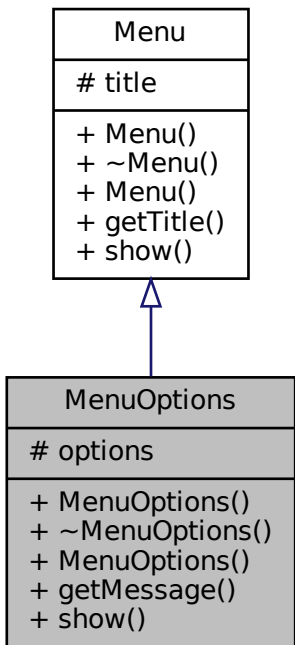 Menu
# title
+ Menu()
+ ~Menu()
+ Menu()
+ getTitle()
+ show()
MenuOptions
# options
+ MenuOptions()
+ ~MenuOptions()
+ MenuOptions()
+ getMessage()
+ show()